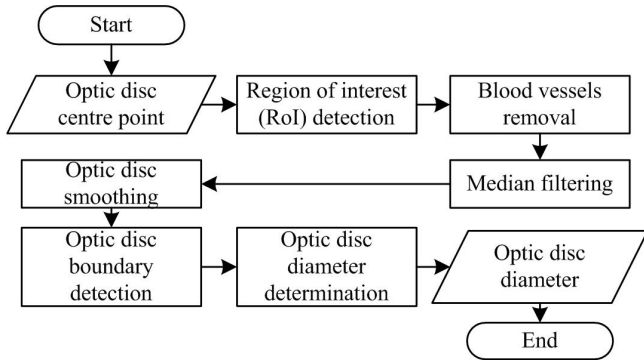 Start
Optic disc
centre point
Region of interest
(RoI) detection
Blood vessels
removal
Median filtering
Optic disc
smoothing
Optic disc
boundary
detection
Optic disc
diameter
determination
Optic disc
diameter
End